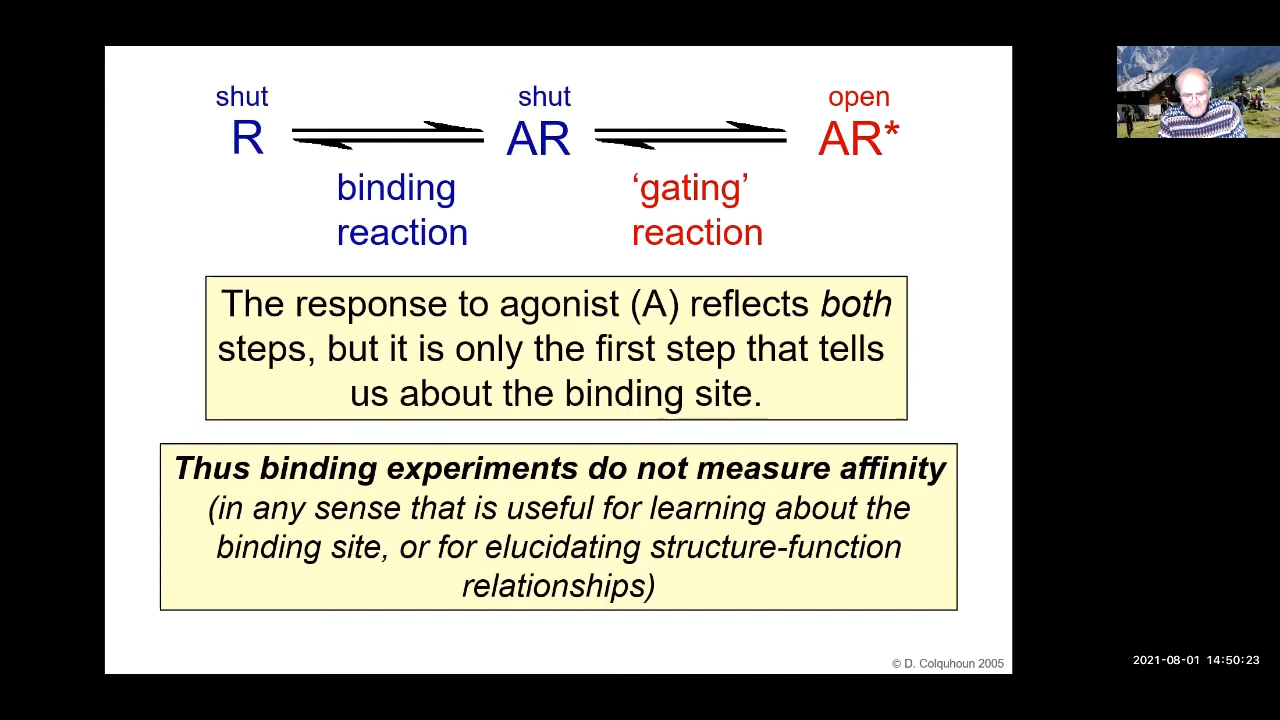 shut shut open
R AR AR*
binding ‘gating’
reaction reaction
The response to agonist (A) reflects both
steps, but it is only the first step that tells
us about the binding site.
Thus binding experiments do not measure affinity
(in any sense that is useful for learning about the
binding site, or for elucidating structure-function
relationships)
© D. Colquhoun 2005
2021-08-01 14:50:23